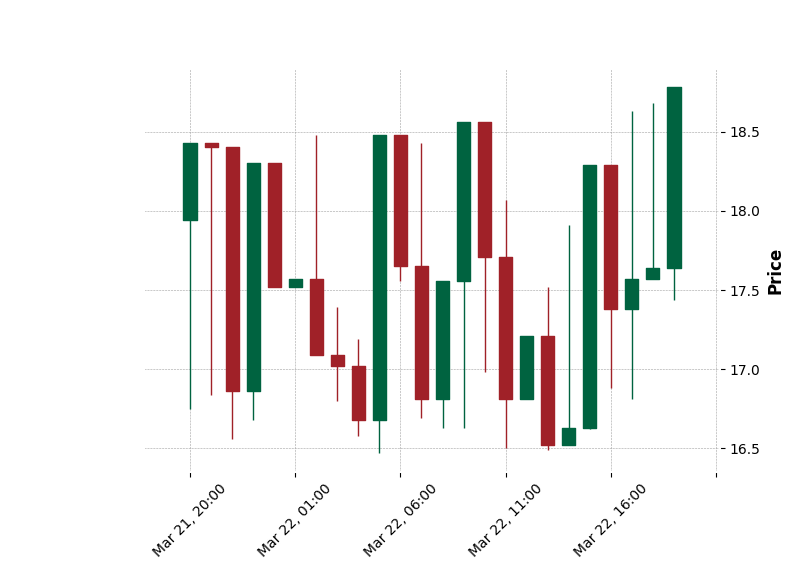 18.5
18.0
17.5
17.0
16.5
Price
Mar 21, 20:00
Mar 22, 01:00
Mar 22, 06:00
Mar 22, 11:00
Mar 22, 16:00